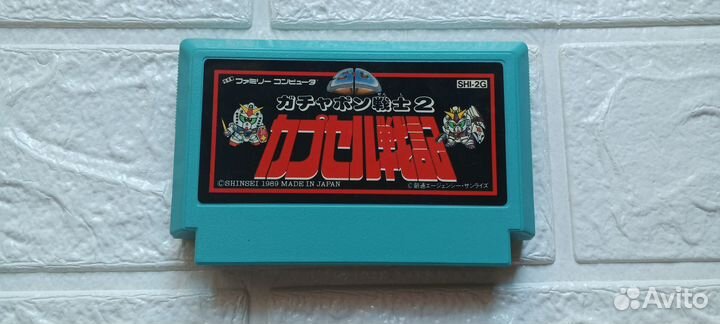 ファミリーコンピュータ
SHI-2G
SD
ガチャポン戦士2
カプセル戦記
©SHINSEI 1989 MADE IN JAPAN
©創通エージェンシー・サンライズ
Avito